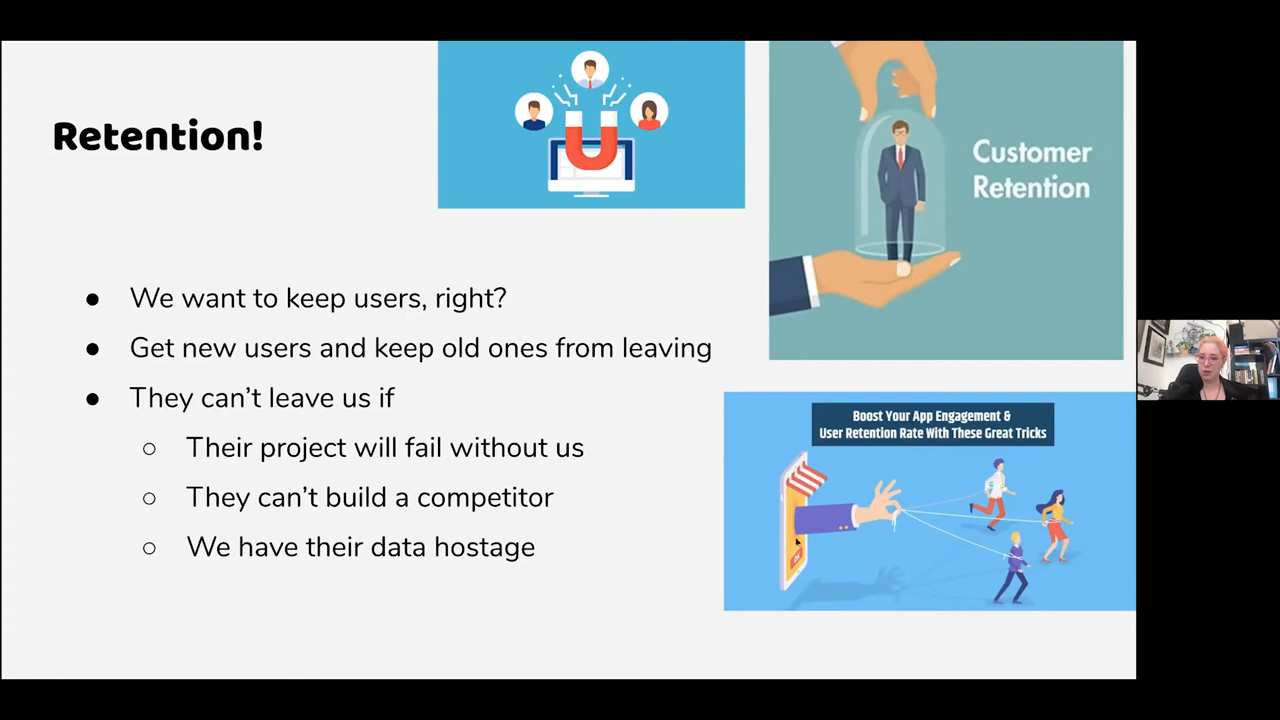 Retention!
Customer
Retention
We want to keep users, right?
Get new users and keep old ones from leaving
They can't leave us if
Their project will fail without us
They can't build a competitor
We have their data hostage
Boost Your App Engagement &
User Retention Rate With These Great Tricks